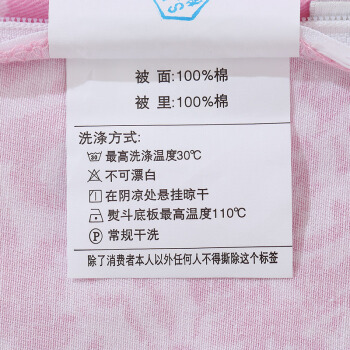 被 面:100%棉
被 里:100%棉
洗涤方式:
最高洗涤温度30℃
不可漂白
在阴凉处悬挂晾干
熨斗底板最高温度110℃
Ⓟ 常规干洗
除了消费者本人以外任何人不得撕除这个标签